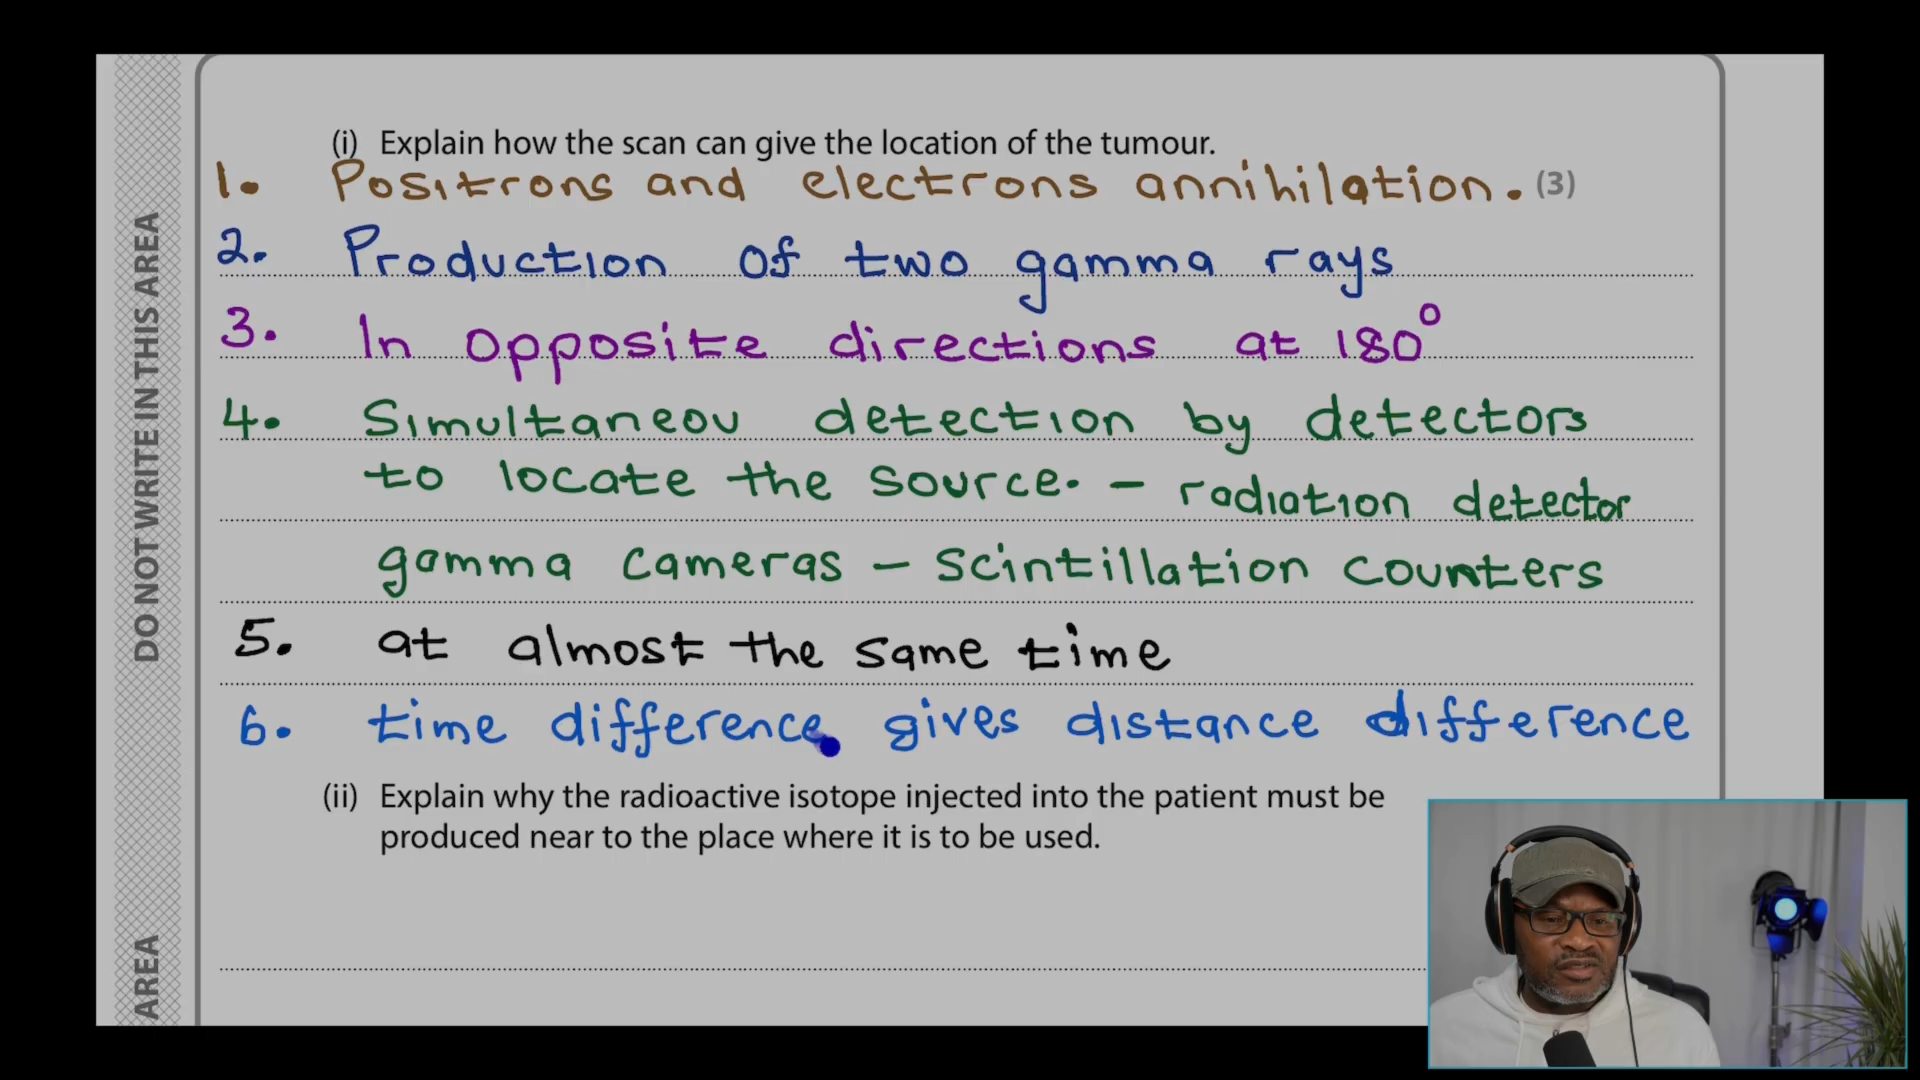 (i) Explain how the scan can give the location of the tumour.
1. Positrons and electrons annihilation. (3)
2. Production of two gamma rays
3. In opposite directions at 180°
4. Simultaneou detection by detectors
to locate the source. – radiation detector
gamma cameras – scintillation counters
5. at almost the same time
6. time difference gives distance difference
(ii) Explain why the radioactive isotope injected into the patient must be
produced near to the place where it is to be used.
DO NOT WRITE IN THIS AREA
AREA